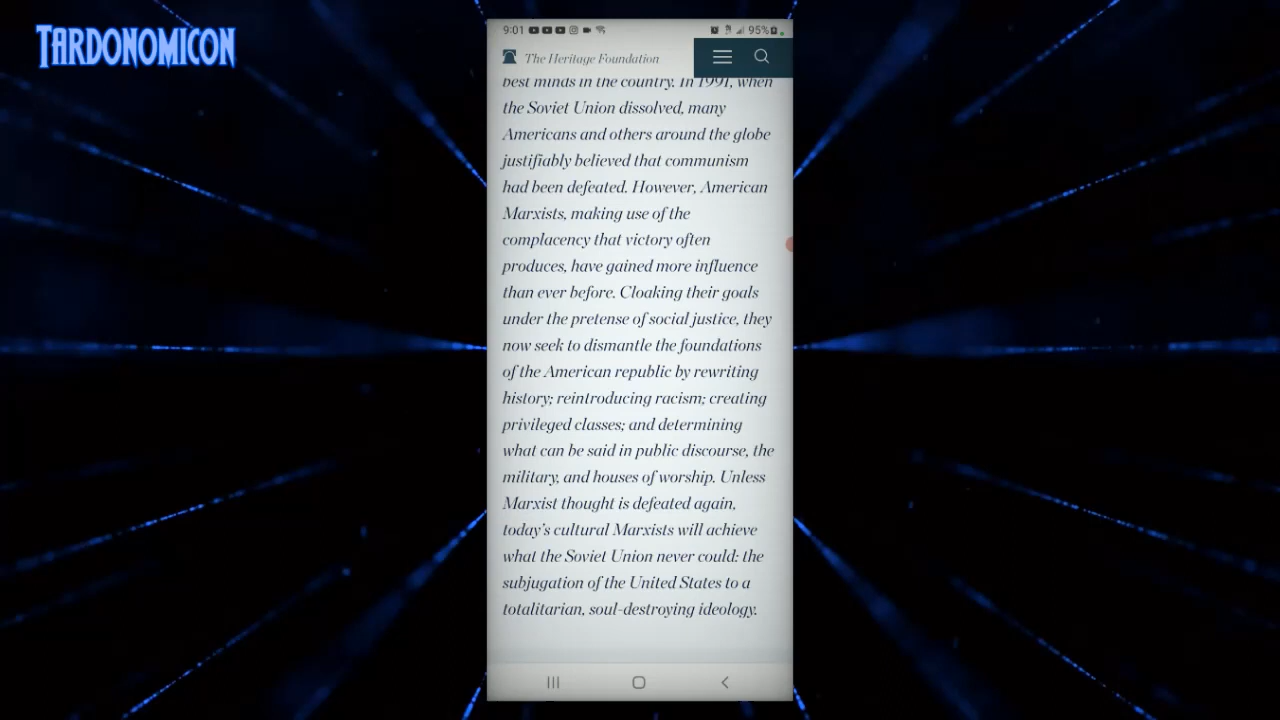 TARDONOMICON
9:01
95%
The Heritage Foundation
best minds in the country. In 1991, when
the Soviet Union dissolved, many
Americans and others around the globe
justifiably believed that communism
had been defeated. However, American
Marxists, making use of the
complacency that victory often
produces, have gained more influence
than ever before. Cloaking their goals
under the pretense of social justice, they
now seek to dismantle the foundations
of the American republic by rewriting
history; reintroducing racism; creating
privileged classes; and determining
what can be said in public discourse, the
military, and houses of worship. Unless
Marxist thought is defeated again,
today’s cultural Marxists will achieve
what the Soviet Union never could: the
subjugation of the United States to a
totalitarian, soul-destroying ideology.